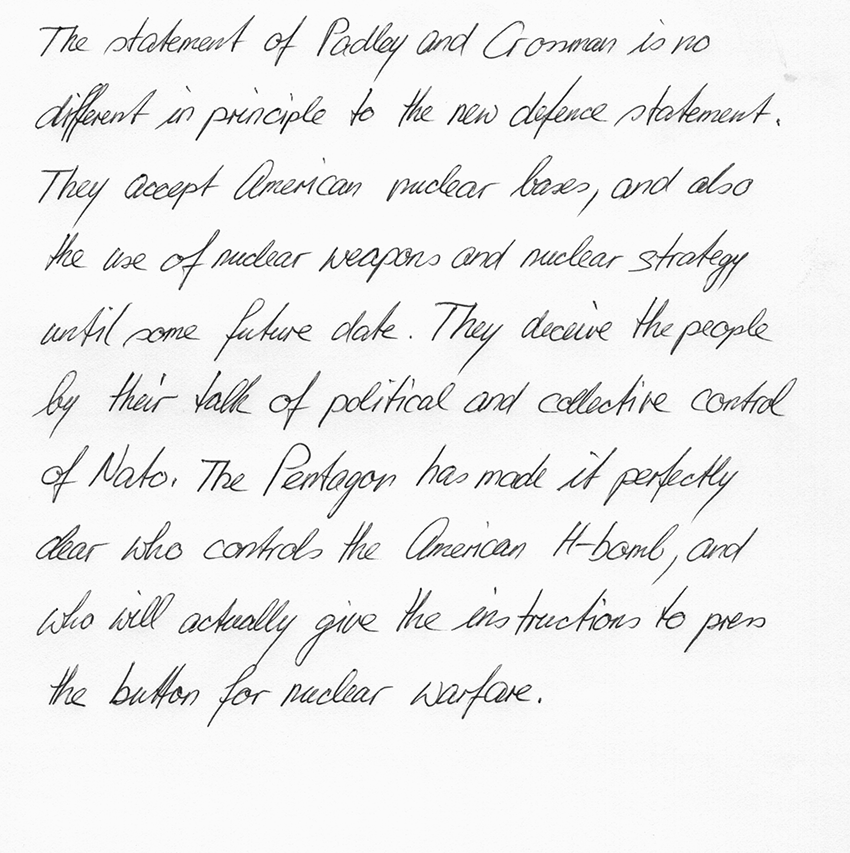 The statement of Padley and Crossman is no
different in principle to the new defence statement.
They accept American nuclear bases, and also
the use of nuclear weapons and nuclear strategy
until some future date. They deceive the people
by their talk of political and collective control
of Nato. The Pentagon has made it perfectly
clear who controls the American H-bomb, and
who will actually give the instructions to press
the button for nuclear warfare.